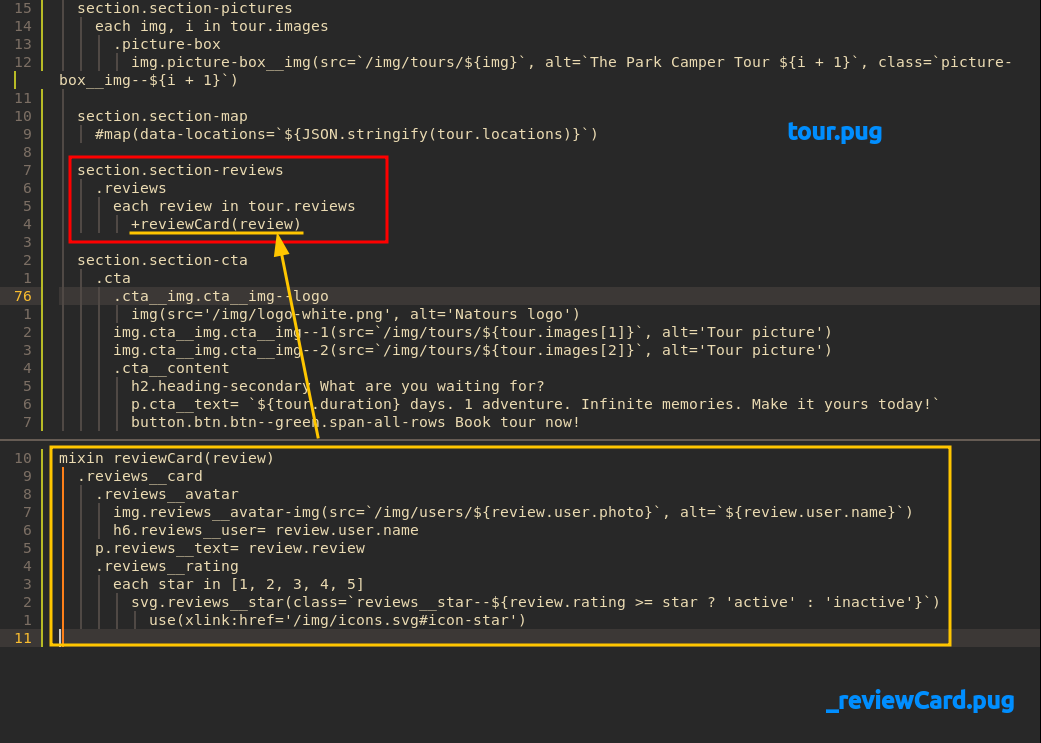 15 section.section-pictures
14 each img, i in tour.images
13 .picture-box
12 img.picture-box__img(src=`/img/tours/${img}`, alt=`The Park Camper Tour ${i + 1}`, class=`picture-
box__img--${i + 1}`)
11
10 section.section-map
9 #map(data-locations=`${JSON.stringify(tour.locations)}`)
tour.pug
8
7 section.section-reviews
6 .reviews
5 each review in tour.reviews
4 +reviewCard(review)
3
2 section.section-cta
1 .cta
76 .cta__img.cta__img--logo
1 img(src='/img/logo-white.png', alt='Natours logo')
2 img.cta__img.cta__img--1(src=`/img/tours/${tour.images[1]}`, alt='Tour picture')
3 img.cta__img.cta__img--2(src=`/img/tours/${tour.images[2]}`, alt='Tour picture')
4 .cta__content
5 h2.heading-secondary What are you waiting for?
6 p.cta__text= `${tour.duration} days. 1 adventure. Infinite memories. Make it yours today!`
7 button.btn.btn--green.span-all-rows Book tour now!
10 mixin reviewCard(review)
9 .reviews__card
8 .reviews__avatar
7 img.reviews__avatar-img(src=`/img/users/${review.user.photo}`, alt=`${review.user.name}`)
6 h6.reviews__user= review.user.name
5 p.reviews__text= review.review
4 .reviews__rating
3 each star in [1, 2, 3, 4, 5]
2 svg.reviews__star(class=`reviews__star--${review.rating >= star ? 'active' : 'inactive'}`)
1 use(xlink:href='/img/icons.svg#icon-star')
11
_reviewCard.pug